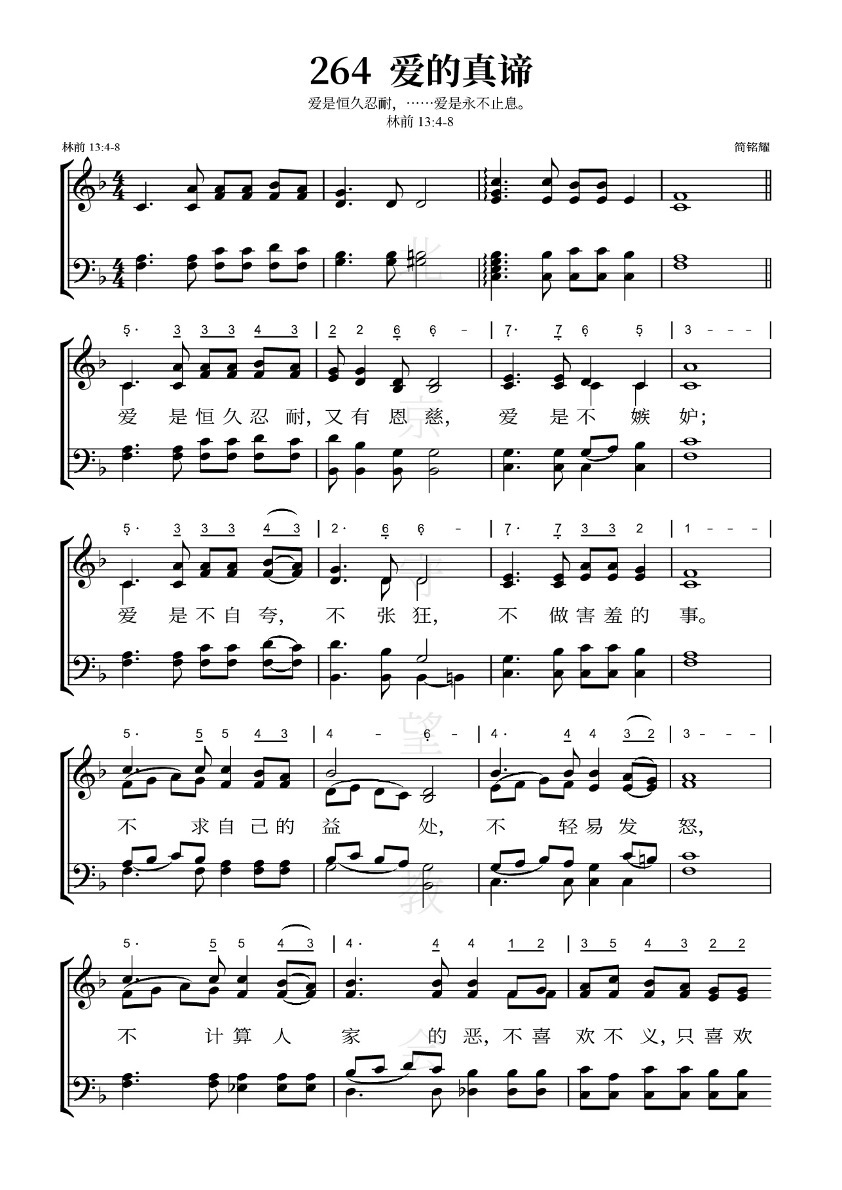 264 爱的真谛
爱是恒久忍耐，……爱是永不止息。
林前 13:4-8
林前 13:4-8 简铭耀
5· 3 3 3 4 3 | 2 2 6 6 - | 7· 7 6 5 | 3 - - - |
爱 是 恒 久 忍 耐，又 有 恩 慈， 爱 是 不 嫉 妒；
5· 3 3 3 4 3 | 2· 6 6 - | 7· 7 3 3 2 | 1 - - - |
爱 是 不 自 夸， 不 张 狂， 不 做 害 羞 的 事。
5· 5 5 4 3 | 4 - 6 - | 4· 4 4 3 2 | 3 - - - |
不 求 自 己 的 益 处， 不 轻 易 发 怒，
5· 5 5 4 3 | 4· 4 4 1 2 | 3 5 4 3 2 2
不 计 算 人 家 的 恶，不 喜 欢 不 义，只 喜 欢
北京守望教会